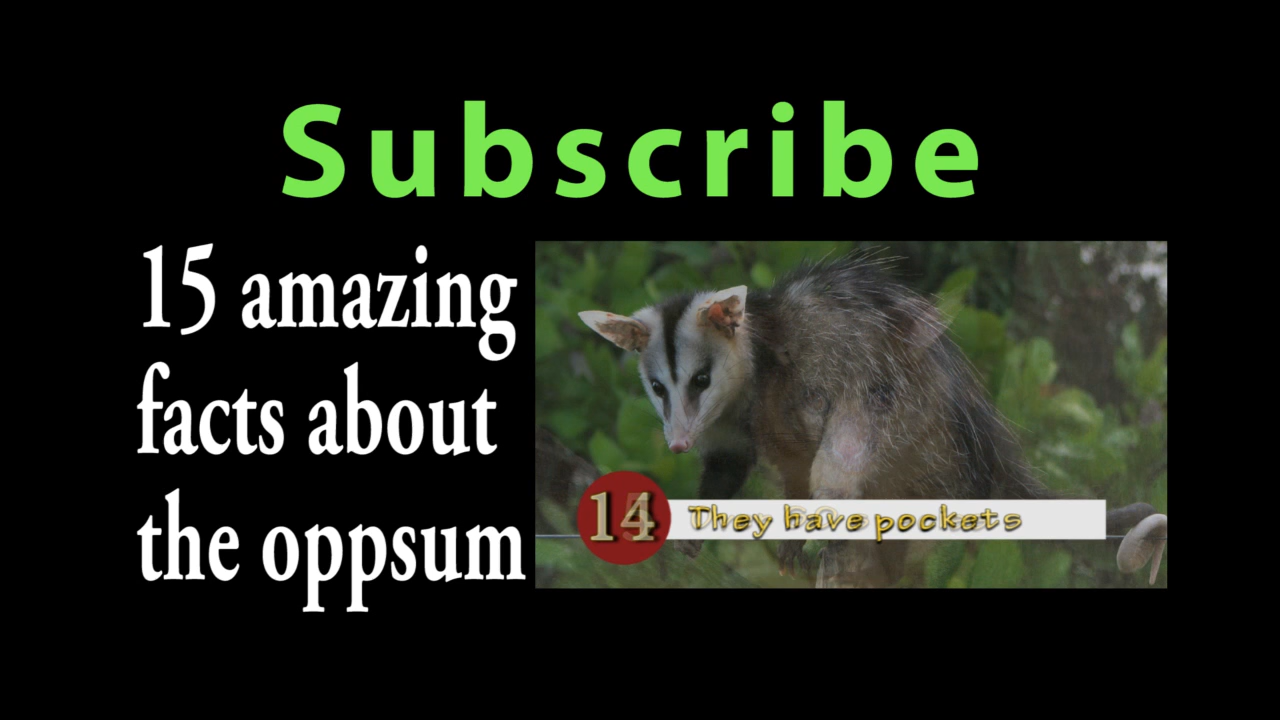 Subscribe
15 amazing
facts about
the oppsum
14 They have pockets